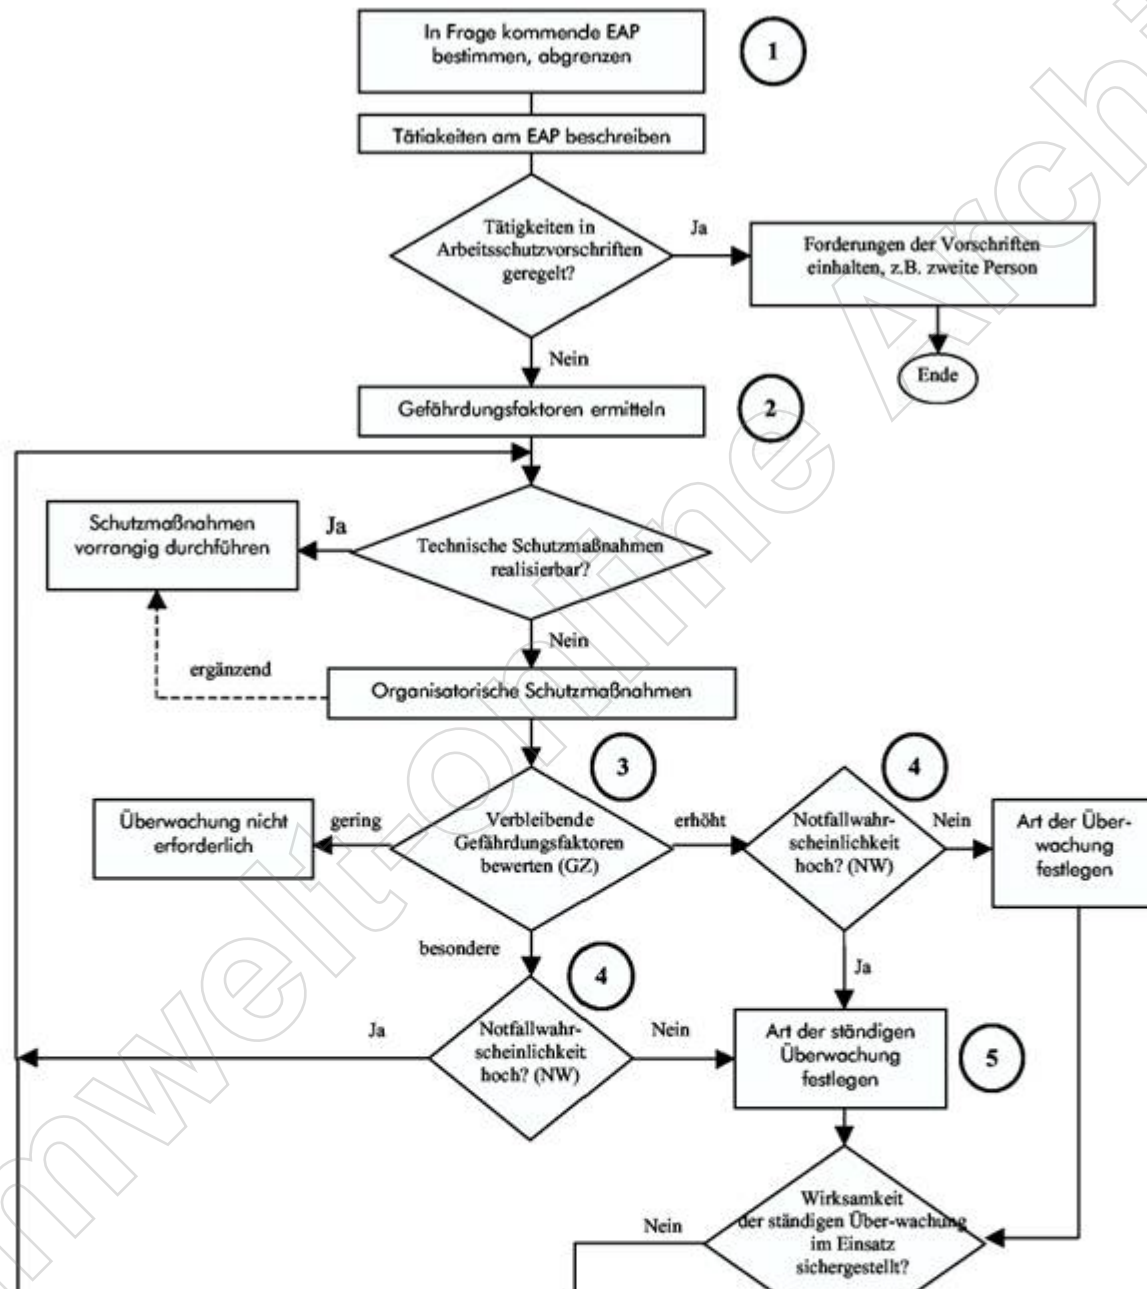 In Frage kommende EAP
bestimmen, abgrenzen
1
Tätiakeiten am EAP beschreiben
Tätigkeiten in
Arbeitsschutzvorschriften
geregelt?
Ja
Forderungen der Vorschriften
einhalten, z.B. zweite Person
Ende
Nein
Gefährdungsfaktoren ermitteln
2
Schutzmaßnahmen
vorrangig durchführen
Ja
Technische Schutzmaßnahmen
realisierbar?
Nein
ergänzend
Organisatorische Schutzmaßnahmen
3
4
Überwachung nicht
erforderlich
gering
Verbleibende
Gefährdungsfaktoren
bewerten (GZ)
erhöht
Notfallwahr-
scheinlichkeit
hoch? (NW)
Nein
Art der Über-
wachung
festlegen
besondere
4
Ja
Ja
Notfallwahr-
scheinlichkeit
hoch? (NW)
Nein
Art der ständigen
Überwachung
festlegen
5
Nein
Wirksamkeit
der ständigen Über-wachung
im Einsatz
sichergestellt?
mwelt-online Archi